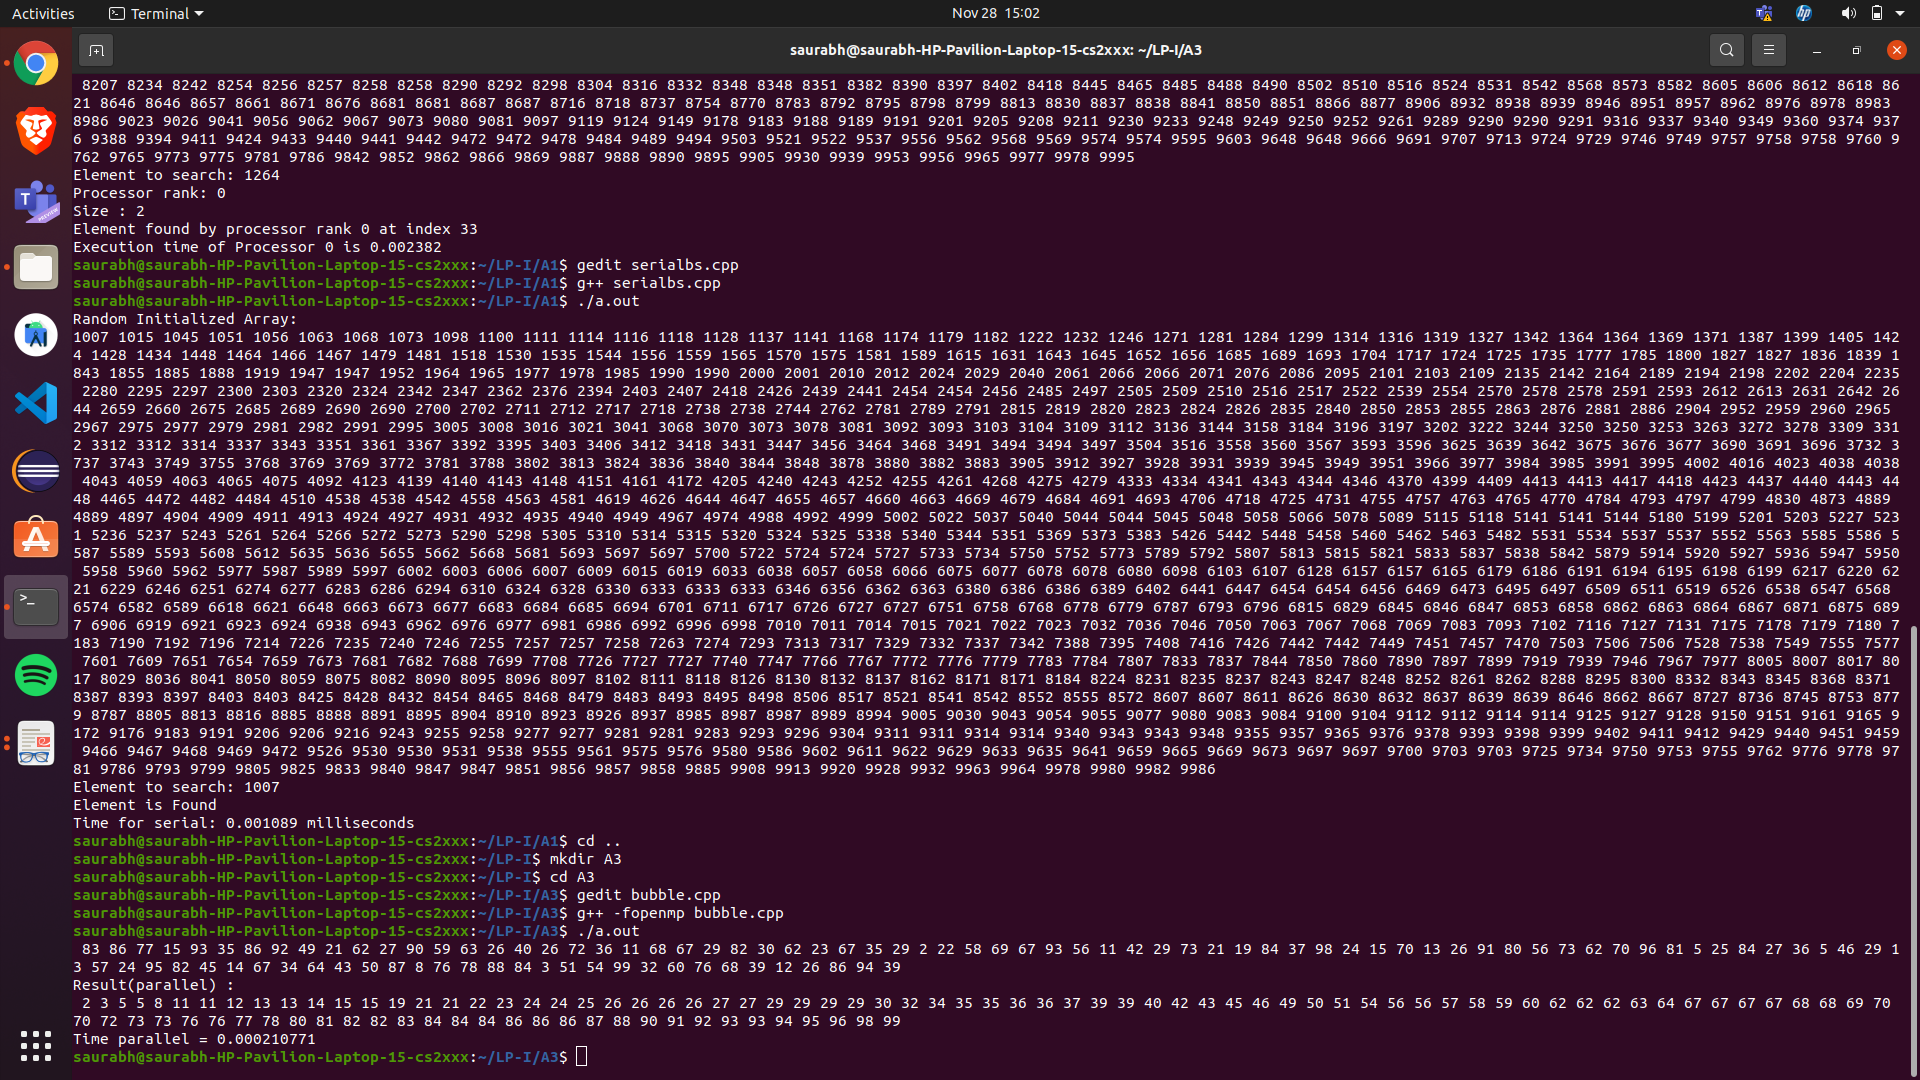 Activities
Terminal
Nov 28 15:02
saurabh@saurabh-HP-Pavilion-Laptop-15-cs2xxx: ~/LP-I/A3
8207 8234 8242 8254 8256 8257 8258 8258 8290 8292 8298 8304 8316 8332 8348 8348 8351 8382 8390 8397 8402 8418 8445 8465 8485 8488 8490 8502 8510 8516 8524 8531 8542 8568 8573 8582 8605 8606 8612 8618 86
21 8646 8646 8657 8661 8671 8676 8681 8681 8687 8687 8716 8718 8737 8754 8770 8783 8792 8795 8798 8799 8813 8830 8837 8838 8841 8850 8851 8866 8877 8906 8932 8938 8939 8946 8951 8957 8962 8976 8978 8983
8986 9023 9026 9041 9056 9062 9067 9073 9080 9081 9097 9119 9124 9149 9178 9183 9188 9189 9191 9201 9205 9208 9211 9230 9233 9248 9249 9250 9252 9261 9289 9290 9290 9291 9316 9337 9340 9349 9360 9374 937
6 9388 9394 9411 9424 9433 9440 9441 9442 9472 9472 9478 9484 9489 9494 9503 9521 9522 9537 9556 9562 9568 9569 9574 9574 9595 9603 9648 9648 9666 9691 9707 9713 9724 9729 9746 9749 9757 9758 9758 9760 9
762 9765 9773 9775 9781 9786 9842 9852 9862 9866 9869 9887 9888 9890 9895 9905 9930 9939 9953 9956 9965 9977 9978 9995
Element to search: 1264
Processor rank: 0
Size : 2
Element found by processor rank 0 at index 33
Execution time of Processor 0 is 0.002382
saurabh@saurabh-HP-Pavilion-Laptop-15-cs2xxx:~/LP-I/A1$ gedit serialbs.cpp
saurabh@saurabh-HP-Pavilion-Laptop-15-cs2xxx:~/LP-I/A1$ g++ serialbs.cpp
saurabh@saurabh-HP-Pavilion-Laptop-15-cs2xxx:~/LP-I/A1$ ./a.out
Random Initialized Array:
1007 1015 1045 1051 1056 1063 1068 1073 1098 1100 1111 1114 1116 1118 1128 1137 1141 1168 1174 1179 1182 1222 1232 1246 1271 1281 1284 1299 1314 1316 1319 1327 1342 1364 1364 1369 1371 1387 1399 1405 142
4 1428 1434 1448 1464 1466 1467 1479 1481 1518 1530 1535 1544 1556 1559 1565 1570 1575 1581 1589 1615 1631 1643 1645 1652 1656 1685 1689 1693 1704 1717 1724 1725 1735 1777 1785 1800 1827 1827 1836 1839 1
843 1855 1885 1888 1919 1947 1947 1952 1964 1965 1977 1978 1985 1990 1990 2000 2001 2010 2012 2024 2029 2040 2061 2066 2066 2071 2076 2086 2095 2101 2103 2109 2135 2142 2164 2189 2194 2198 2202 2204 2235
2280 2295 2297 2300 2303 2320 2324 2342 2347 2362 2376 2394 2403 2407 2418 2426 2439 2441 2454 2454 2456 2485 2497 2505 2509 2510 2516 2517 2522 2539 2554 2570 2578 2578 2591 2593 2612 2613 2631 2642 26
44 2659 2660 2675 2685 2689 2690 2690 2700 2702 2711 2712 2717 2718 2738 2738 2744 2762 2781 2789 2791 2815 2819 2820 2823 2824 2826 2835 2840 2850 2853 2855 2863 2876 2881 2886 2904 2952 2959 2960 2965
2967 2975 2977 2979 2981 2982 2991 2995 3005 3008 3016 3021 3041 3068 3070 3073 3078 3081 3092 3093 3103 3104 3109 3112 3136 3144 3158 3184 3196 3197 3202 3222 3244 3250 3250 3253 3263 3272 3278 3309 331
2 3312 3312 3314 3337 3343 3351 3361 3367 3392 3395 3403 3406 3412 3418 3431 3447 3456 3464 3468 3491 3494 3494 3497 3504 3516 3558 3560 3567 3593 3596 3625 3639 3642 3675 3676 3677 3690 3691 3696 3732 3
737 3743 3749 3755 3768 3769 3769 3772 3781 3788 3802 3813 3824 3836 3840 3844 3848 3878 3880 3882 3883 3905 3912 3927 3928 3931 3939 3945 3949 3951 3966 3977 3984 3985 3991 3995 4002 4016 4023 4038 4038
4043 4059 4063 4065 4075 4092 4123 4139 4140 4143 4148 4151 4161 4172 4205 4240 4243 4252 4255 4261 4268 4275 4279 4333 4334 4341 4343 4344 4346 4370 4399 4409 4413 4413 4417 4418 4423 4437 4440 4443 44
48 4465 4472 4482 4484 4510 4538 4538 4542 4558 4563 4581 4619 4626 4644 4647 4655 4657 4660 4663 4669 4679 4684 4691 4693 4706 4718 4725 4731 4755 4757 4763 4765 4770 4784 4793 4797 4799 4830 4873 4889
4889 4897 4904 4909 4911 4913 4924 4927 4931 4932 4935 4940 4949 4967 4974 4988 4992 4999 5002 5022 5037 5040 5044 5044 5045 5048 5058 5066 5078 5089 5115 5118 5141 5141 5144 5180 5199 5201 5203 5227 523
1 5236 5237 5243 5261 5264 5266 5272 5273 5290 5298 5305 5310 5314 5315 5320 5324 5325 5338 5340 5344 5351 5369 5373 5383 5426 5442 5448 5458 5460 5462 5463 5482 5531 5534 5537 5537 5552 5563 5585 5586 5
587 5589 5593 5608 5612 5635 5636 5655 5662 5668 5681 5693 5697 5697 5700 5722 5724 5724 5727 5733 5734 5750 5752 5773 5789 5792 5807 5813 5815 5821 5833 5837 5838 5842 5879 5914 5920 5927 5936 5947 5950
5958 5960 5962 5977 5987 5989 5997 6002 6003 6006 6007 6009 6015 6019 6033 6038 6057 6058 6066 6075 6077 6078 6078 6080 6098 6103 6107 6128 6157 6157 6165 6179 6186 6191 6194 6195 6198 6199 6217 6220 62
21 6229 6246 6251 6274 6277 6283 6286 6294 6310 6324 6328 6330 6333 6333 6333 6346 6356 6362 6363 6380 6386 6386 6389 6402 6441 6447 6454 6454 6456 6469 6473 6495 6497 6509 6511 6519 6526 6538 6547 6568
6574 6582 6589 6618 6621 6648 6663 6673 6677 6683 6684 6685 6694 6701 6711 6717 6726 6727 6727 6751 6758 6768 6778 6779 6787 6793 6796 6815 6829 6845 6846 6847 6853 6858 6862 6863 6864 6867 6871 6875 689
7 6906 6919 6921 6923 6924 6938 6943 6962 6976 6977 6981 6986 6992 6996 6998 7010 7011 7014 7015 7021 7022 7023 7032 7036 7046 7050 7063 7067 7068 7069 7083 7093 7102 7116 7127 7131 7175 7178 7179 7180 7
183 7190 7192 7196 7214 7226 7235 7240 7246 7255 7257 7257 7258 7263 7274 7293 7313 7317 7329 7332 7337 7342 7388 7395 7408 7416 7426 7442 7442 7449 7451 7457 7470 7503 7506 7506 7528 7538 7549 7555 7577
7601 7609 7651 7654 7659 7673 7681 7682 7688 7699 7708 7726 7727 7727 7740 7747 7766 7767 7772 7776 7779 7783 7784 7807 7833 7837 7844 7850 7860 7890 7897 7899 7919 7939 7946 7967 7977 8005 8007 8017 80
17 8029 8036 8041 8050 8059 8075 8082 8090 8095 8096 8097 8102 8111 8118 8126 8130 8132 8137 8162 8171 8171 8184 8224 8231 8235 8237 8243 8247 8248 8252 8261 8262 8288 8295 8300 8332 8343 8345 8368 8371
8387 8393 8397 8403 8403 8425 8428 8432 8454 8465 8468 8479 8483 8493 8495 8498 8506 8517 8521 8541 8542 8552 8555 8572 8607 8607 8611 8626 8630 8632 8637 8639 8639 8646 8662 8667 8727 8736 8745 8753 877
9 8787 8805 8813 8816 8885 8888 8891 8895 8904 8910 8923 8926 8937 8985 8987 8987 8989 8994 9005 9030 9043 9054 9055 9077 9080 9083 9084 9100 9104 9112 9112 9114 9114 9125 9127 9128 9150 9151 9161 9165 9
172 9176 9183 9191 9206 9206 9216 9243 9255 9258 9277 9277 9281 9281 9283 9293 9296 9304 9311 9311 9314 9314 9340 9343 9343 9348 9355 9357 9365 9376 9378 9393 9398 9399 9402 9411 9412 9429 9440 9451 9459
9466 9467 9468 9469 9472 9526 9530 9530 9531 9538 9555 9561 9575 9576 9580 9586 9602 9611 9622 9629 9633 9635 9641 9659 9665 9669 9673 9697 9697 9700 9703 9703 9725 9734 9750 9753 9755 9762 9776 9778 97
81 9786 9793 9799 9805 9825 9833 9840 9847 9847 9851 9856 9857 9858 9885 9908 9913 9920 9928 9932 9963 9964 9978 9980 9982 9986
Element to search: 1007
Element is Found
Time for serial: 0.001089 milliseconds
saurabh@saurabh-HP-Pavilion-Laptop-15-cs2xxx:~/LP-I/A1$ cd ..
saurabh@saurabh-HP-Pavilion-Laptop-15-cs2xxx:~/LP-I$ mkdir A3
saurabh@saurabh-HP-Pavilion-Laptop-15-cs2xxx:~/LP-I$ cd A3
saurabh@saurabh-HP-Pavilion-Laptop-15-cs2xxx:~/LP-I/A3$ gedit bubble.cpp
saurabh@saurabh-HP-Pavilion-Laptop-15-cs2xxx:~/LP-I/A3$ g++ -fopenmp bubble.cpp
saurabh@saurabh-HP-Pavilion-Laptop-15-cs2xxx:~/LP-I/A3$ ./a.out
83 86 77 15 93 35 86 92 49 21 62 27 90 59 63 26 40 26 72 36 11 68 67 29 82 30 62 23 67 35 29 2 22 58 69 67 93 56 11 42 29 73 21 19 84 37 98 24 15 70 13 26 91 80 56 73 62 70 96 81 5 25 84 27 36 5 46 29 1
3 57 24 95 82 45 14 67 34 64 43 50 87 8 76 78 88 84 3 51 54 99 32 60 76 68 39 12 26 86 94 39
Result(parallel) :
2 3 5 5 8 11 11 12 13 13 14 15 15 19 21 21 22 23 24 24 25 26 26 26 26 27 27 29 29 29 29 30 32 34 35 35 36 36 37 39 39 40 42 43 45 46 49 50 51 54 56 56 57 58 59 60 62 62 62 63 64 67 67 67 67 68 68 69 70
70 72 73 73 76 76 77 78 80 81 82 82 83 84 84 84 86 86 86 87 88 90 91 92 93 93 94 95 96 98 99
Time parallel = 0.000210771
saurabh@saurabh-HP-Pavilion-Laptop-15-cs2xxx:~/LP-I/A3$